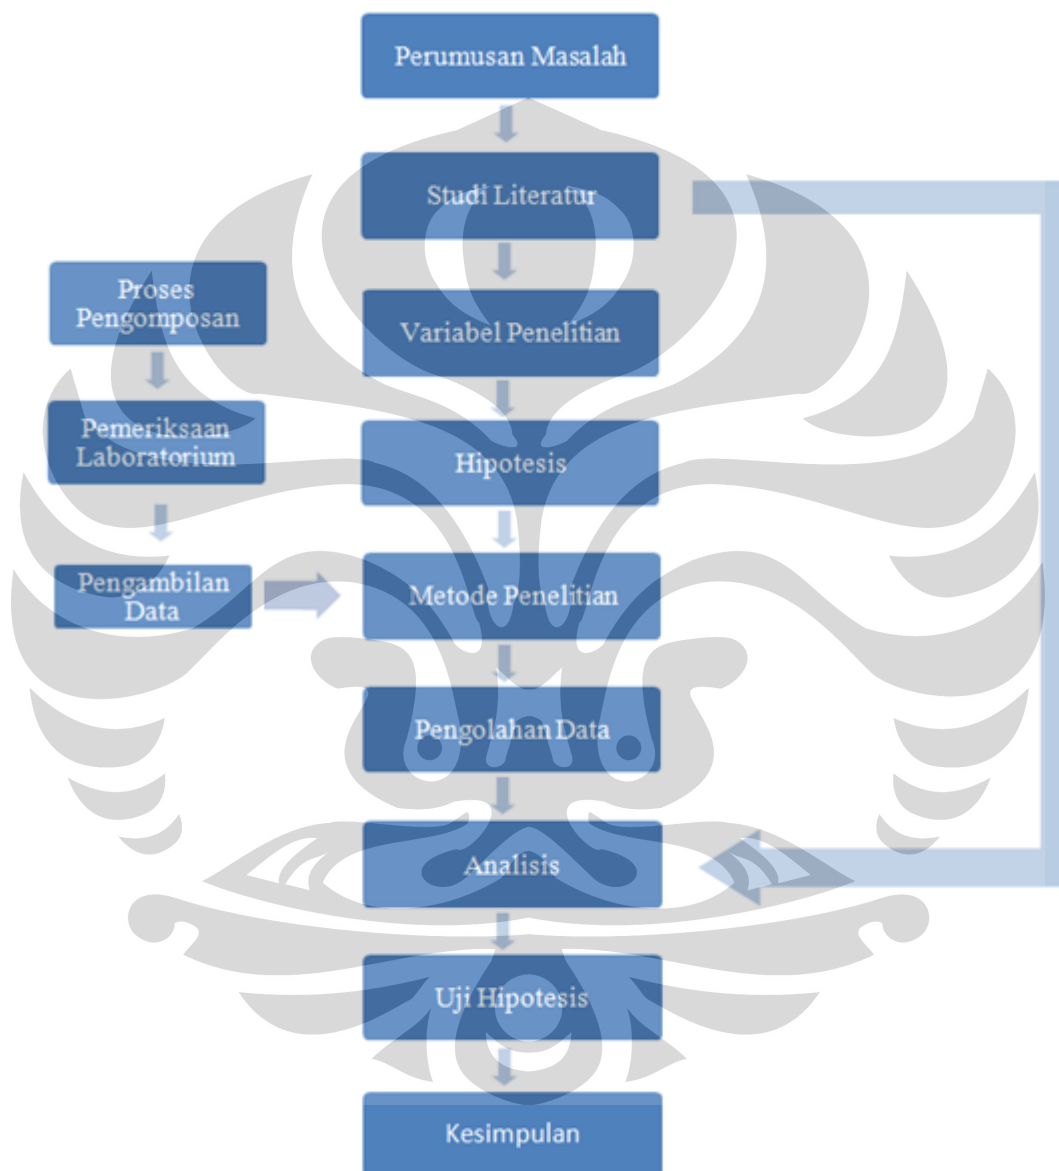 Perumusan Masalah
Studi Literatur
Proses
Pengomposan
Variabel Penelitian
Pemeriksaan
Laboratorium
Hipotesis
Pengambilan
Data
Metode Penelitian
Pengolahan Data
Analisis
Uji Hipotesis
Kesimpulan